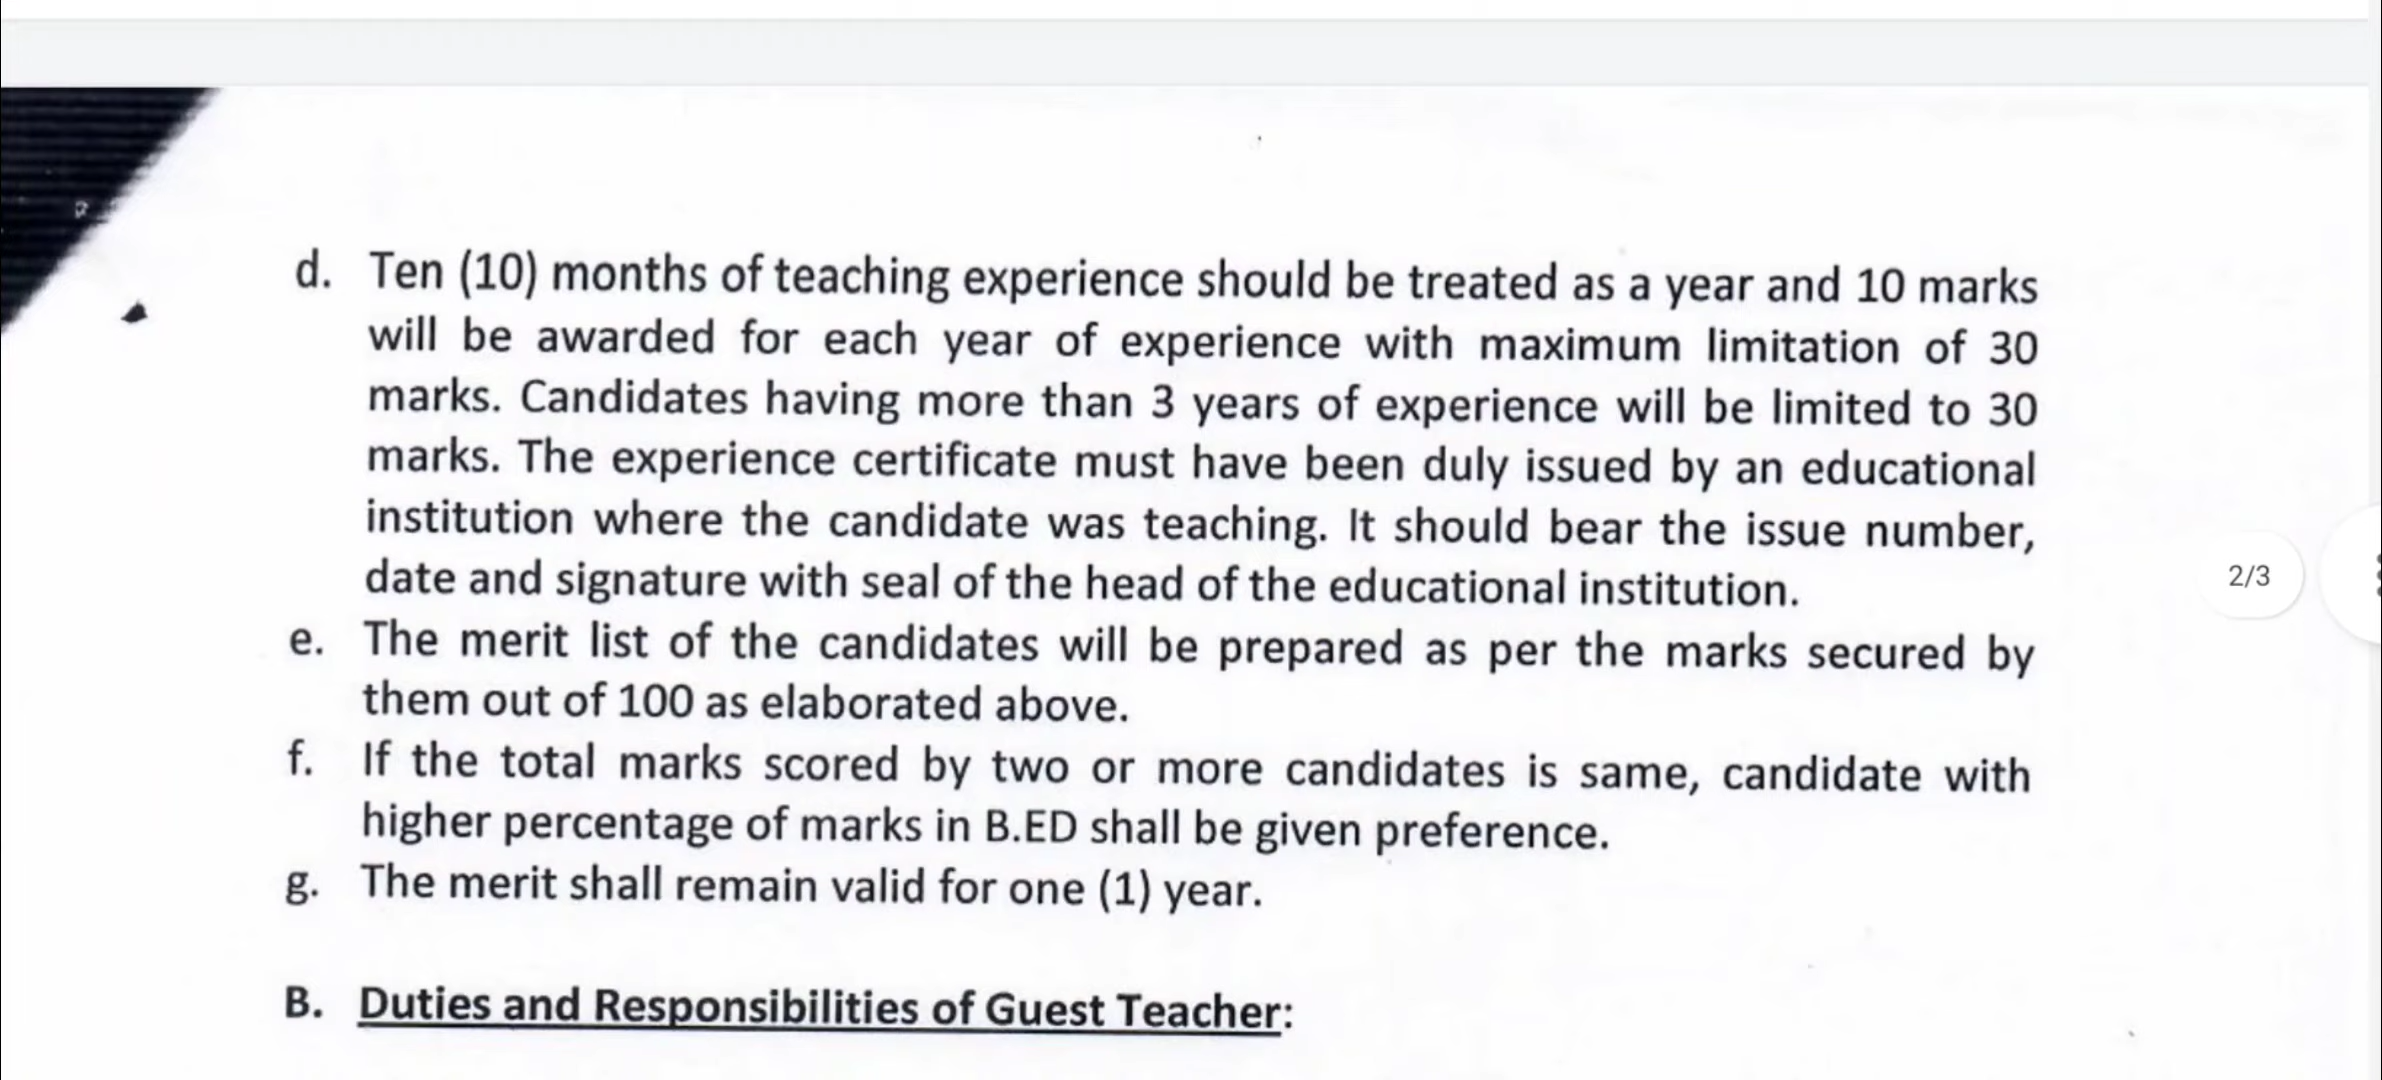 d. Ten (10) months of teaching experience should be treated as a year and 10 marks
will be awarded for each year of experience with maximum limitation of 30
marks. Candidates having more than 3 years of experience will be limited to 30
marks. The experience certificate must have been duly issued by an educational
institution where the candidate was teaching. It should bear the issue number,
date and signature with seal of the head of the educational institution.
2/3
e. The merit list of the candidates will be prepared as per the marks secured by
them out of 100 as elaborated above.
f. If the total marks scored by two or more candidates is same, candidate with
higher percentage of marks in B.ED shall be given preference.
g. The merit shall remain valid for one (1) year.
B. Duties and Responsibilities of Guest Teacher: